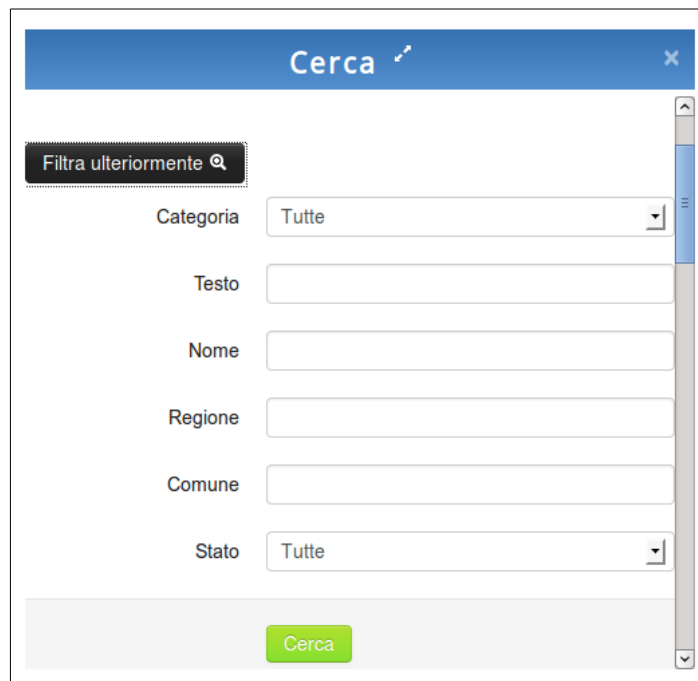 Cerca
Filtra ulteriormente
Categoria Tutte
Testo
Nome
Regione
Comune
Stato Tutte
Cerca